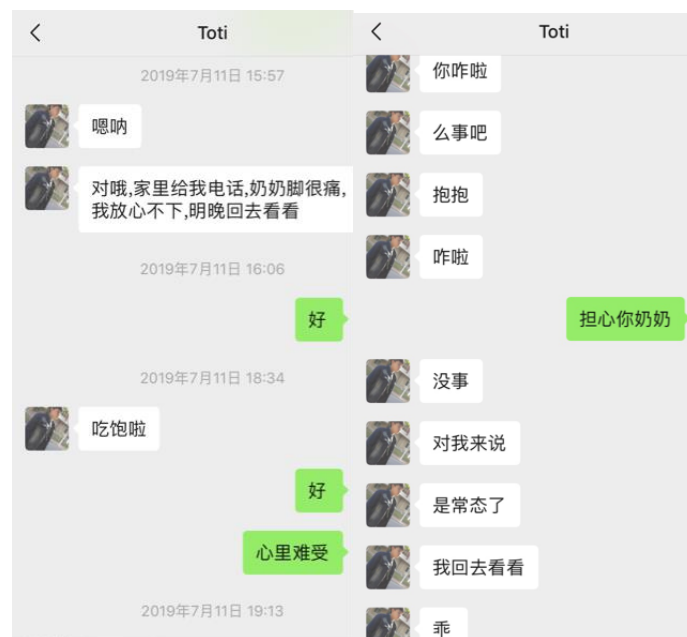 Toti
2019年7月11日 15:57
嗯呐
对哦,家里给我电话,奶奶脚很痛,
我放心不下,明晚回去看看
2019年7月11日 16:06
好
2019年7月11日 18:34
吃饱啦
好
心里难受
2019年7月11日 19:13
Toti
你咋啦
么事吧
抱抱
咋啦
担心你奶奶
没事
对我来说
是常态了
我回去看看
乖